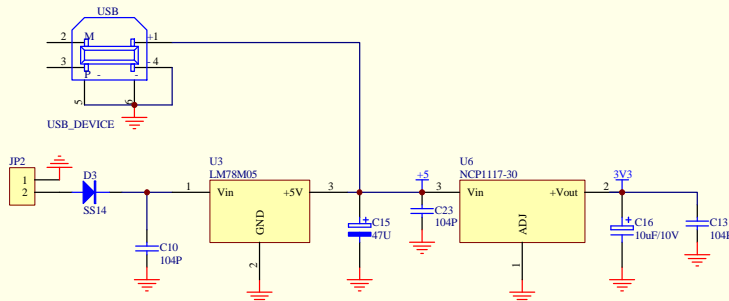 USB
2 M +1
3 P - - -4
5 6
USB_DEVICE
JP2
1
2
D3
SS14
C10
104P
U3
LM78M05
1 Vin +5V 3
GND
2
C15
47U
+5
C23
104P
U6
NCP1117-30
3 Vin +Vout 2
ADJ
1
3V3
C16
10uF/10V
C13